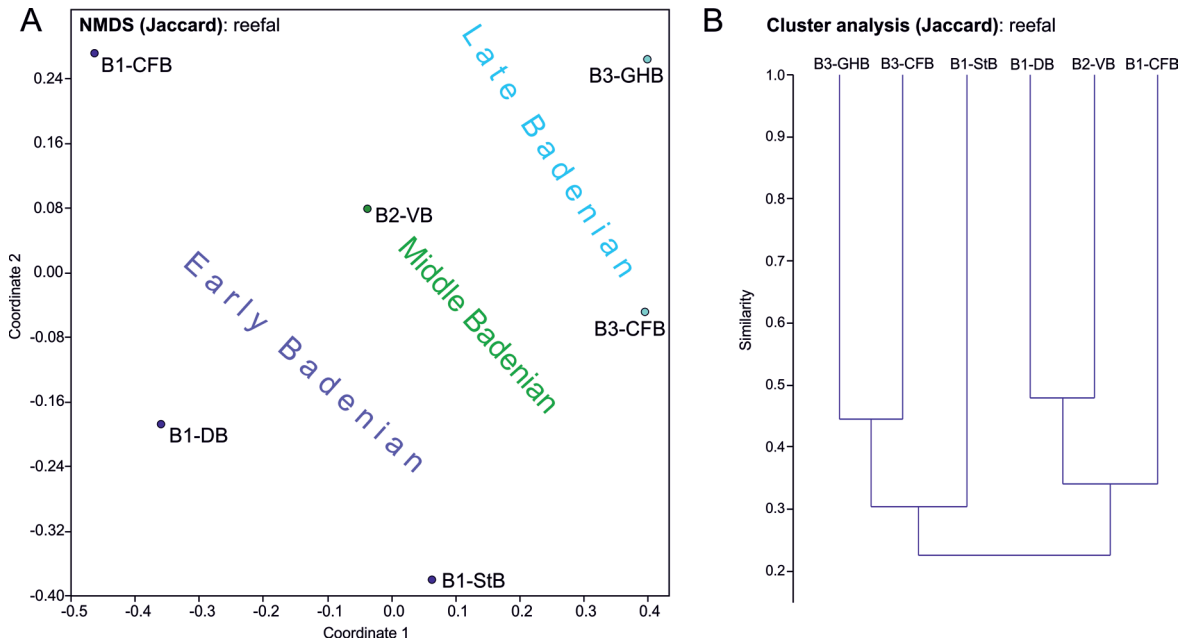 A
NMDS (Jaccard): reefal
B1-CFB
B3-GHB
B2-VB
B3-CFB
B1-DB
B1-StB
Late Badenian
Middle Badenian
Early Badenian
Coordinate 2
0.24
0.16
0.08
0.00
-0.08
-0.16
-0.24
-0.32
-0.40
-0.5
-0.4
-0.3
-0.2
-0.1
0.0
0.1
0.2
0.3
0.4
Coordinate 1
B
Cluster analysis (Jaccard): reefal
B3-GHB
B3-CFB
B1-StB
B1-DB
B2-VB
B1-CFB
Similarity
1.0
0.9
0.8
0.7
0.6
0.5
0.4
0.3
0.2